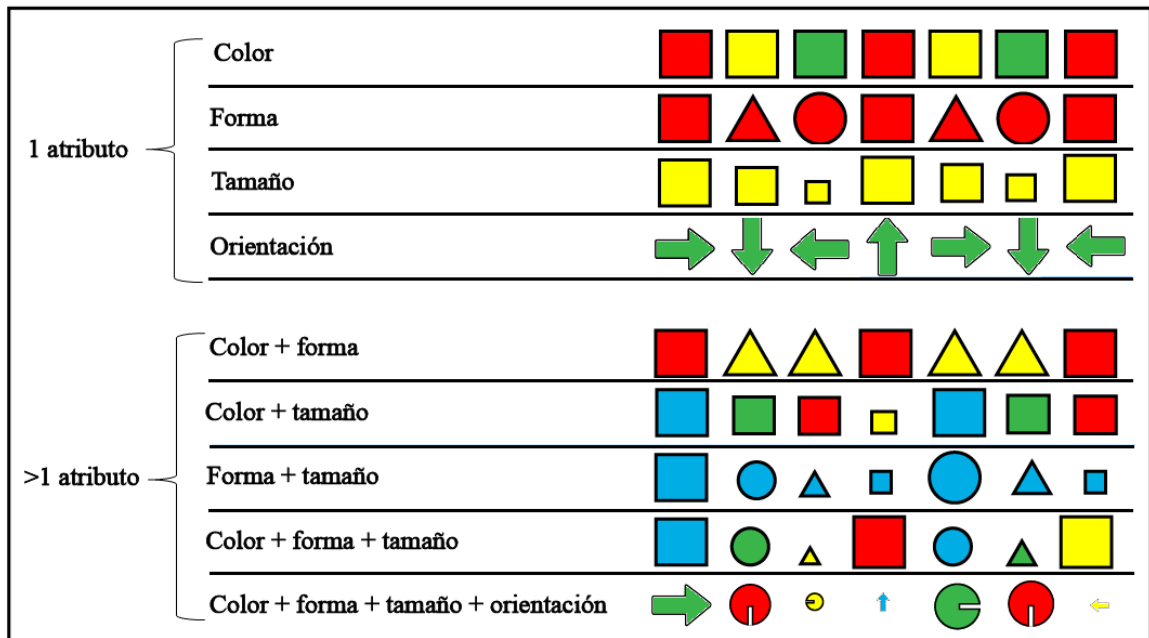 1 atributo
Color
Forma
Tamaño
Orientación
>1 atributo
Color + forma
Color + tamaño
Forma + tamaño
Color + forma + tamaño
Color + forma + tamaño + orientación